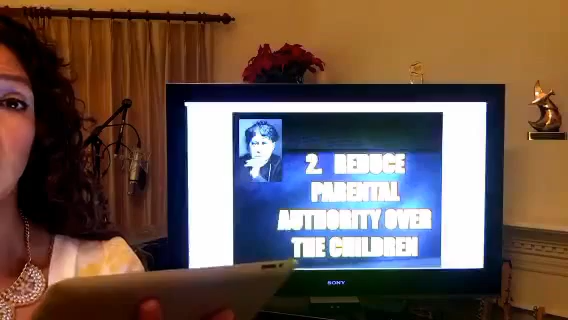 2. REDUCE
PARENTAL
AUTHORITY OVER
THE CHILDREN
SONY